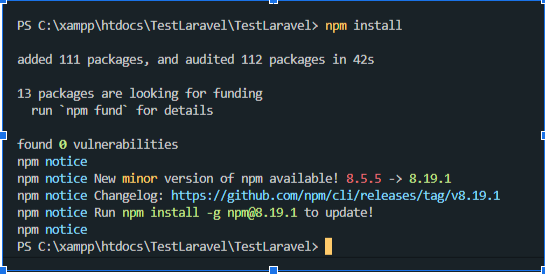 PS C:\xampp\htdocs\TestLaravel\TestLaravel> npm install
added 111 packages, and audited 112 packages in 42s
13 packages are looking for funding
  run `npm fund` for details
found 0 vulnerabilities
npm notice
npm notice New minor version of npm available! 8.5.5 -> 8.19.1
npm notice Changelog: https://github.com/npm/cli/releases/tag/v8.19.1
npm notice Run npm install -g npm@8.19.1 to update!
npm notice
PS C:\xampp\htdocs\TestLaravel\TestLaravel>